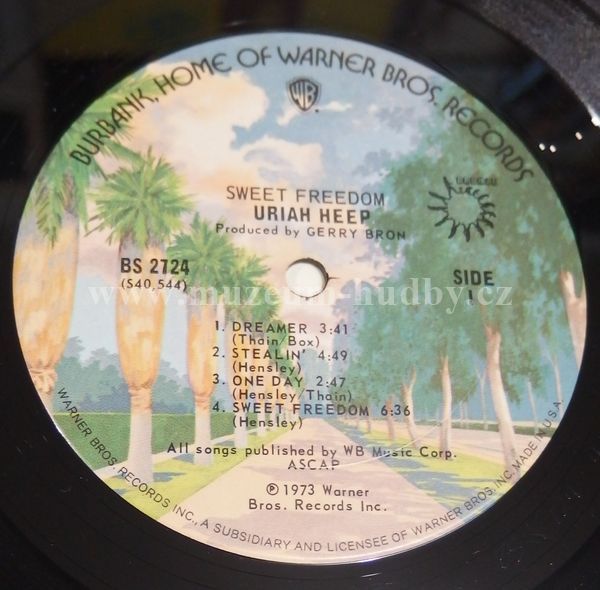 BURBANK, HOME OF WARNER BROS. RECORDS
WB
SWEET FREEDOM
URIAH HEEP
Produced by GERRY BRON
BRONZE
BS 2724
(S40,544)
SIDE
1
www.muzeum-hudby.cz
1. DREAMER 3:41
(Thain/Box)
2. STEALIN' 4:49
(Hensley)
3. ONE DAY 2:47
(Hensley/Thain)
4. SWEET FREEDOM 6:36
(Hensley)
All songs published by WB Music Corp.
ASCAP
℗ 1973 Warner
Bros. Records Inc.
WARNER BROS. RECORDS INC., A SUBSIDIARY AND LICENSEE OF WARNER BROS. INC. MADE IN U.S.A.